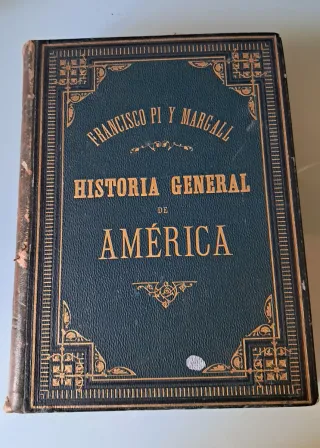 FRANCISCO PI Y MARGALL
HISTORIA GENERAL
DE
AMÉRICA